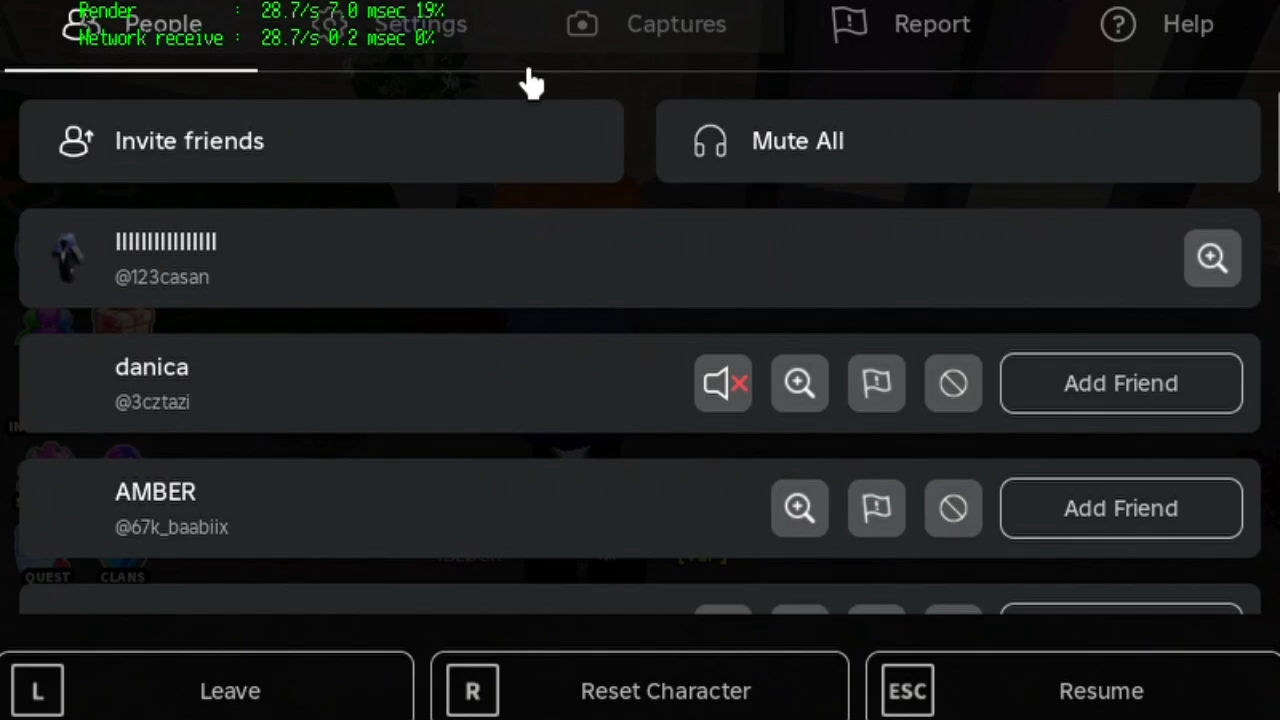 Render : 28.7/s 7.0 msec 19%
Network receive : 28.7/s 0.2 msec 0%
People Settings Captures Report Help
Invite friends Mute All
llllllllllllllll
@123casan
danica
@3cztazi
Add Friend
AMBER
@67k_baabiix
Add Friend
QUEST CLANS
L Leave R Reset Character ESC Resume